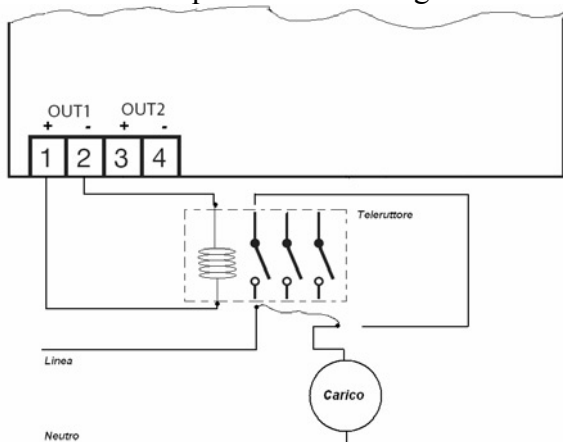 OUT1 OUT2
+ - + -
1 2 3 4
Teleruttore
Linea
Carico
Neutro